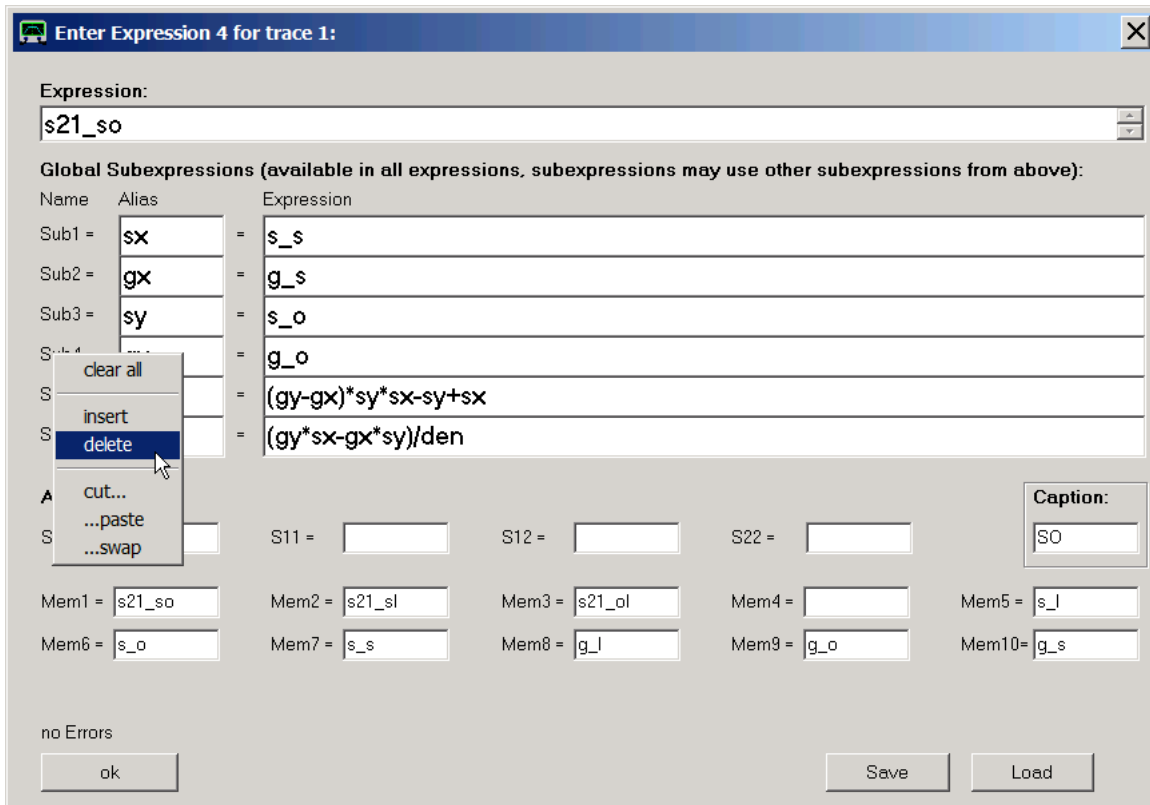 Enter Expression 4 for trace 1:
Expression:
s21_so
Global Subexpressions (available in all expressions, subexpressions may use other subexpressions from above):
Name Alias Expression
Sub1 = sx = s_s
Sub2 = gx = g_s
Sub3 = sy = s_o
= g_o
clear all
S = (gy-gx)*sy*sx-sy+sx
insert
S = (gy*sx-gx*sy)/den
delete
cut...
A Caption:
...paste
S S11 = S12 = S22 = SO
...swap
Mem1 = s21_so Mem2 = s21_sl Mem3 = s21_ol Mem4 = Mem5 = s_l
Mem6 = s_o Mem7 = s_s Mem8 = g_l Mem9 = g_o Mem10= g_s
no Errors
ok Save Load